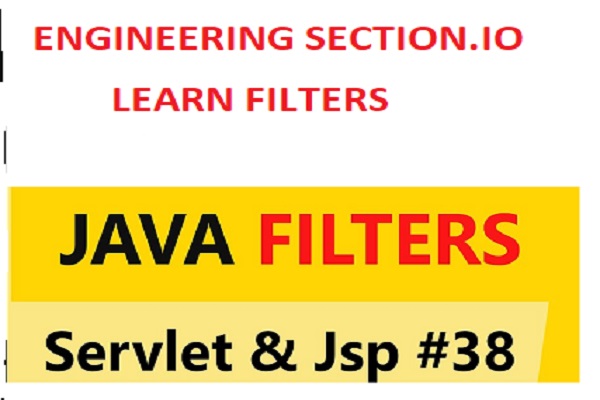 ENGINEERING SECTION.IO
LEARN FILTERS
JAVA FILTERS
Servlet & Jsp #38